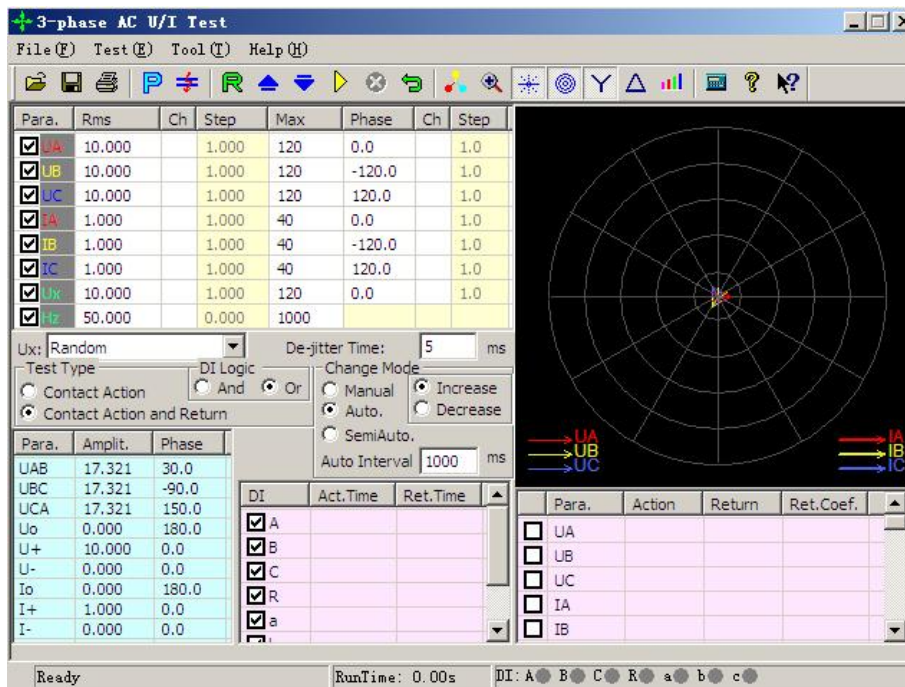 3-phase AC U/I Test
File(F) Test(E) Tool(T) Help(H)
Para. Rms Ch Step Max Phase Ch Step
UA 10.000 1.000 120 0.0 1.0
UB 10.000 1.000 120 -120.0 1.0
UC 10.000 1.000 120 120.0 1.0
IA 1.000 1.000 40 0.0 1.0
IB 1.000 1.000 40 -120.0 1.0
IC 1.000 1.000 40 120.0 1.0
Ux 10.000 1.000 120 0.0 1.0
Hz 50.000 0.000 1000
Ux: Random De-jitter Time: 5 ms
Test Type DI Logic Change Mode
Contact Action And Or Manual Increase
Contact Action and Return Auto. Decrease
SemiAuto.
Auto Interval 1000 ms
UA IA
UB IB
UC IC
Para. Amplit. Phase
UAB 17.321 30.0
UBC 17.321 -90.0
UCA 17.321 150.0
Uo 0.000 180.0
U+ 10.000 0.0
U- 0.000 0.0
Io 0.000 180.0
I+ 1.000 0.0
I- 0.000 0.0
DI Act.Time Ret.Time
A
B
C
R
a
Para. Action Return Ret.Coef.
UA
UB
UC
IA
IB
Ready RunTime: 0.00s DI: A B C R a b c